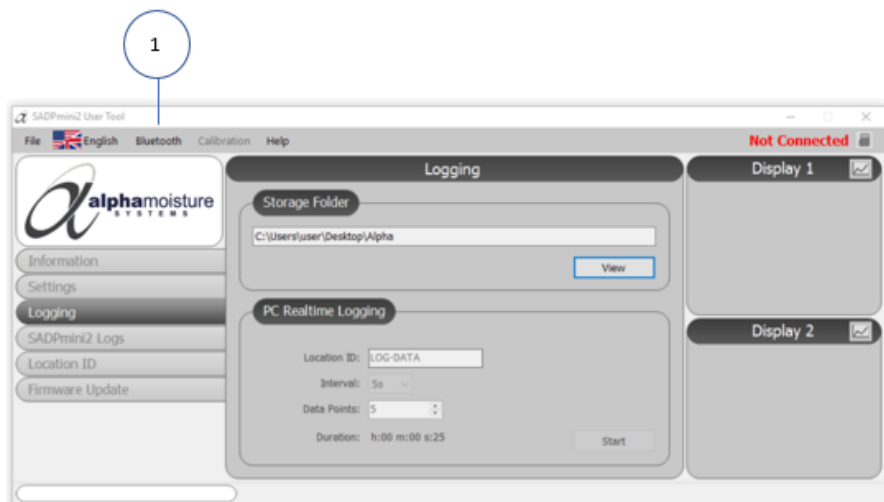 1
SADPmini2 User Tool
File English Bluetooth Calibration Help Not Connected
alphamoisture
SYSTEMS
Information
Settings
Logging
SADPmini2 Logs
Location ID
Firmware Update
Logging
Storage Folder
C:\Users\user\Desktop\Alpha
View
PC Realtime Logging
Location ID: LOG-DATA
Interval: 5s
Data Points: 5
Duration: h:00 m:00 s:25
Start
Display 1
Display 2